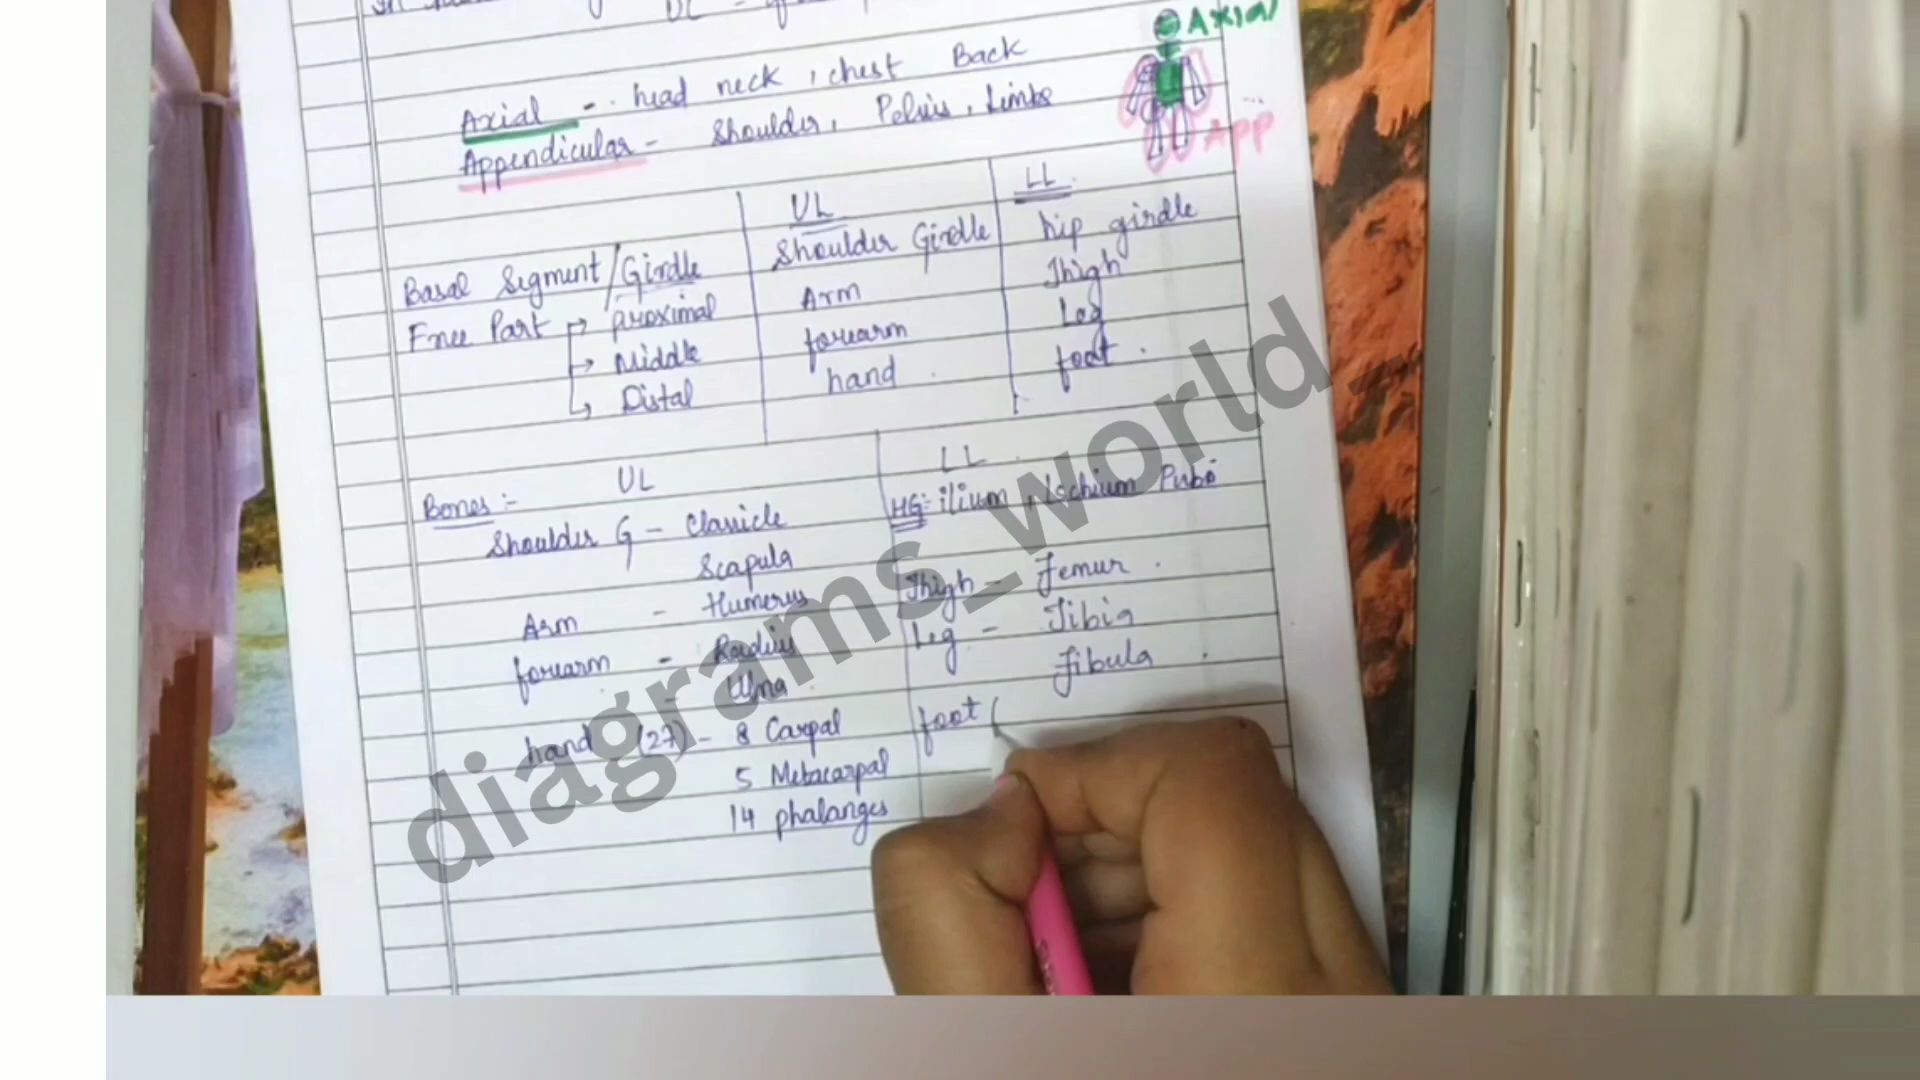 UL
Axial
Axial - head neck, chest Back
Appendicular - Shoulder, Pelvis, Limbs
APP
UL LL
Basal Segment/Girdle Shoulder Girdle hip girdle
Free Part → proximal Arm Thigh
→ Middle forearm Leg
→ Distal hand foot
UL LL
Bones :- HG:- ilium, Ischium Pubis
Shoulder G - Clavicle
Scapula Thigh - Femur
Arm - Humerus Leg - Tibia
forearm - Radius Fibula
Ulna
hand (27) - 8 Carpal foot (
5 Metacarpal
14 phalanges
diagrams_world_